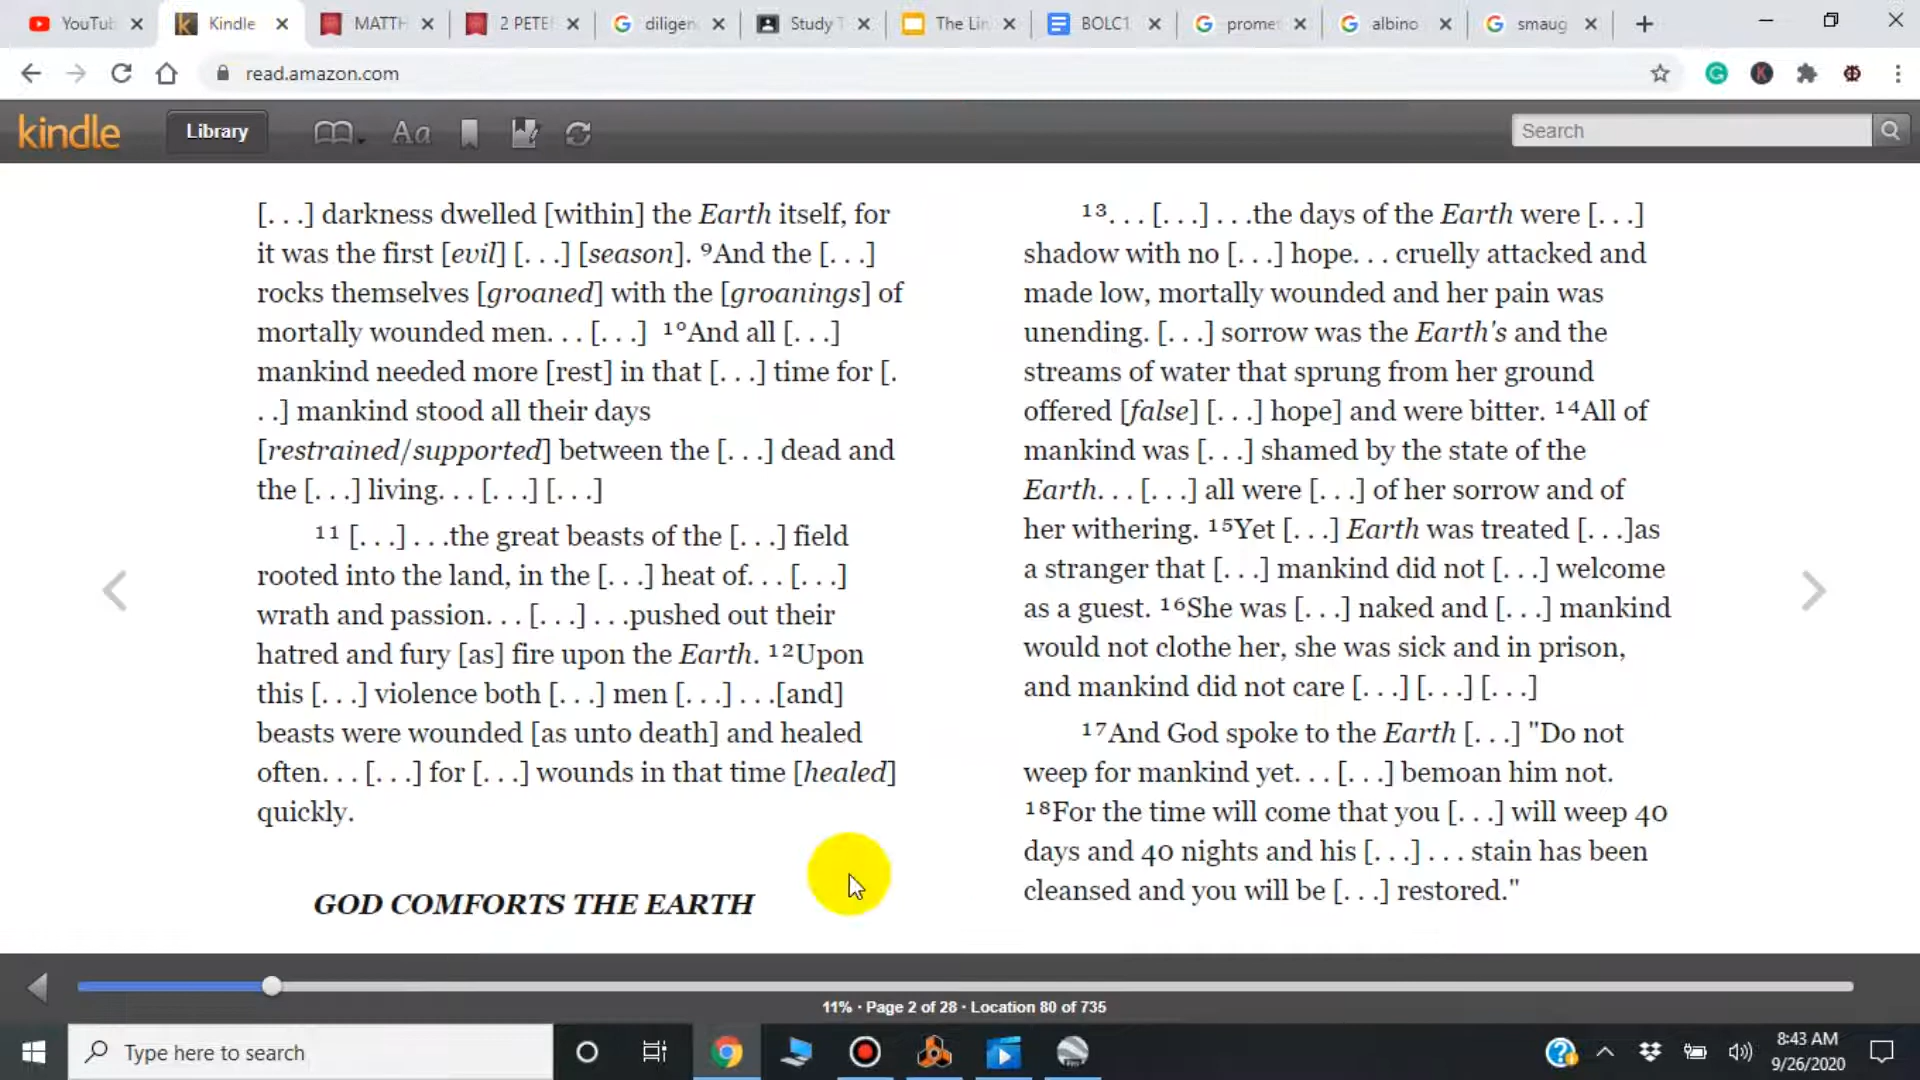 YouTub
Kindle
MATTH
2 PETE
diligen
Study T
The Lin
BOLC1
promet
albino
smaug
read.amazon.com
kindle
Library
Aa
Search
[. . .] darkness dwelled [within] the Earth itself, for
it was the first [evil] [. . .] [season]. ⁹And the [. . .]
rocks themselves [groaned] with the [groanings] of
mortally wounded men. . . [. . .] ¹⁰And all [. . .]
mankind needed more [rest] in that [. . .] time for [.
. .] mankind stood all their days
[restrained/supported] between the [. . .] dead and
the [. . .] living. . . [. . .] [. . .]
¹¹ [. . .] . . .the great beasts of the [. . .] field
rooted into the land, in the [. . .] heat of. . . [. . .]
wrath and passion. . . [. . .] . . .pushed out their
hatred and fury [as] fire upon the Earth. ¹²Upon
this [. . .] violence both [. . .] men [. . .] . . .[and]
beasts were wounded [as unto death] and healed
often. . . [. . .] for [. . .] wounds in that time [healed]
quickly.
GOD COMFORTS THE EARTH
¹³. . . [. . .] . . .the days of the Earth were [. . .]
shadow with no [. . .] hope. . . cruelly attacked and
made low, mortally wounded and her pain was
unending. [. . .] sorrow was the Earth's and the
streams of water that sprung from her ground
offered [false] [. . .] hope] and were bitter. ¹⁴All of
mankind was [. . .] shamed by the state of the
Earth. . . [. . .] all were [. . .] of her sorrow and of
her withering. ¹⁵Yet [. . .] Earth was treated [. . .]as
a stranger that [. . .] mankind did not [. . .] welcome
as a guest. ¹⁶She was [. . .] naked and [. . .] mankind
would not clothe her, she was sick and in prison,
and mankind did not care [. . .] [. . .] [. . .]
¹⁷And God spoke to the Earth [. . .] "Do not
weep for mankind yet. . . [. . .] bemoan him not.
¹⁸For the time will come that you [. . .] will weep 40
days and 40 nights and his [. . .] . . . stain has been
cleansed and you will be [. . .] restored."
11% · Page 2 of 28 · Location 80 of 735
Type here to search
8:43 AM
9/26/2020